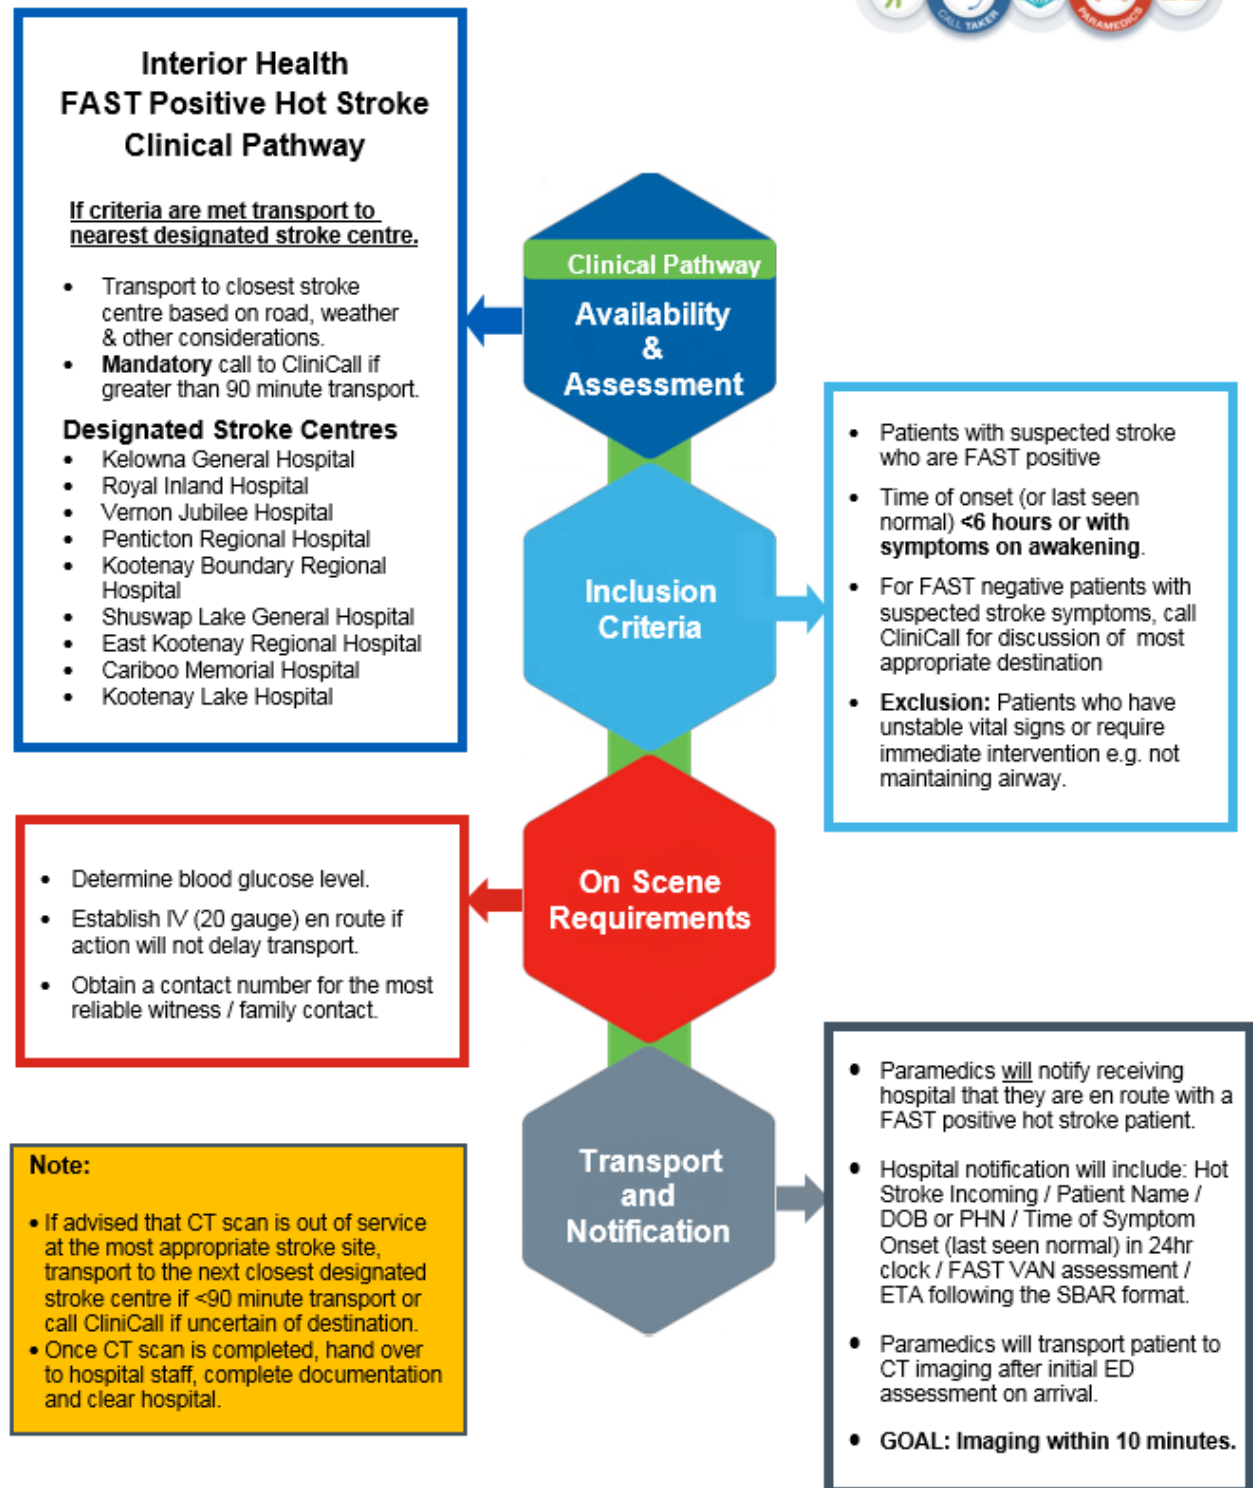 CALL TAKER
PARAMEDICS
Interior Health
FAST Positive Hot Stroke
Clinical Pathway
If criteria are met transport to
nearest designated stroke centre.
• Transport to closest stroke
centre based on road, weather
& other considerations.
• Mandatory call to CliniCall if
greater than 90 minute transport.
Designated Stroke Centres
• Kelowna General Hospital
• Royal Inland Hospital
• Vernon Jubilee Hospital
• Penticton Regional Hospital
• Kootenay Boundary Regional
Hospital
• Shuswap Lake General Hospital
• East Kootenay Regional Hospital
• Cariboo Memorial Hospital
• Kootenay Lake Hospital
Clinical Pathway
Availability
&
Assessment
Inclusion
Criteria
• Patients with suspected stroke
who are FAST positive
• Time of onset (or last seen
normal) <6 hours or with
symptoms on awakening.
• For FAST negative patients with
suspected stroke symptoms, call
CliniCall for discussion of most
appropriate destination
• Exclusion: Patients who have
unstable vital signs or require
immediate intervention e.g. not
maintaining airway.
On Scene
Requirements
• Determine blood glucose level.
• Establish IV (20 gauge) en route if
action will not delay transport.
• Obtain a contact number for the most
reliable witness / family contact.
Transport
and
Notification
• Paramedics will notify receiving
hospital that they are en route with a
FAST positive hot stroke patient.
• Hospital notification will include: Hot
Stroke Incoming / Patient Name /
DOB or PHN / Time of Symptom
Onset (last seen normal) in 24hr
clock / FAST VAN assessment /
ETA following the SBAR format.
• Paramedics will transport patient to
CT imaging after initial ED
assessment on arrival.
• GOAL: Imaging within 10 minutes.
Note:
• If advised that CT scan is out of service
at the most appropriate stroke site,
transport to the next closest designated
stroke centre if <90 minute transport or
call CliniCall if uncertain of destination.
• Once CT scan is completed, hand over
to hospital staff, complete documentation
and clear hospital.